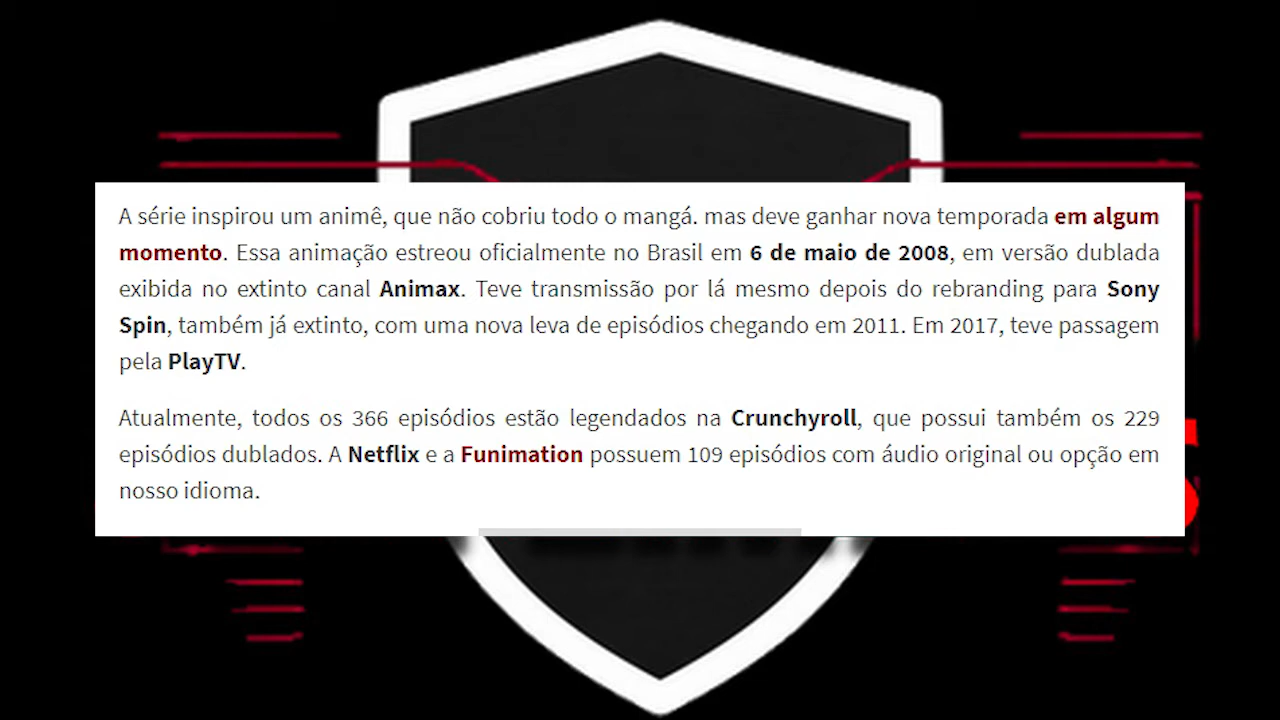 A série inspirou um animê, que não cobriu todo o mangá. mas deve ganhar nova temporada em algum
momento. Essa animação estreou oficialmente no Brasil em 6 de maio de 2008, em versão dublada
exibida no extinto canal Animax. Teve transmissão por lá mesmo depois do rebranding para Sony
Spin, também já extinto, com uma nova leva de episódios chegando em 2011. Em 2017, teve passagem
pela PlayTV.
Atualmente, todos os 366 episódios estão legendados na Crunchyroll, que possui também os 229
episódios dublados. A Netflix e a Funimation possuem 109 episódios com áudio original ou opção em
nosso idioma.